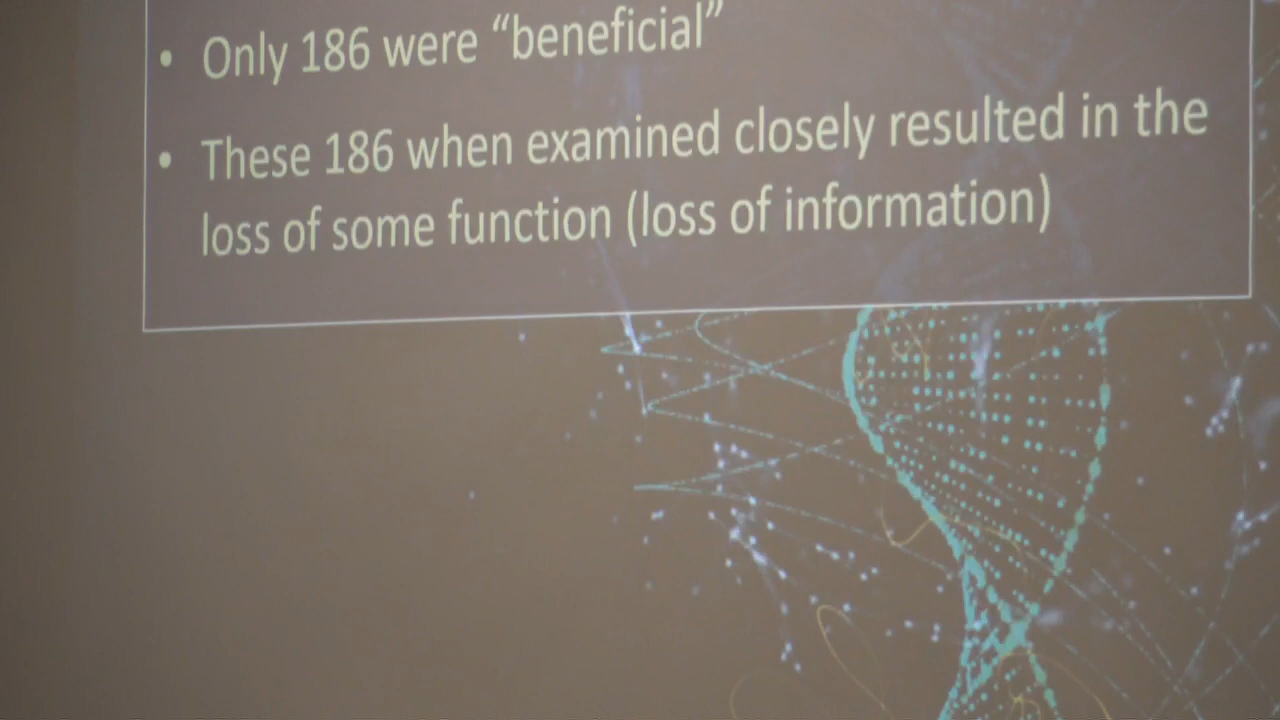 • Only 186 were “beneficial”
• These 186 when examined closely resulted in the
loss of some function (loss of information)